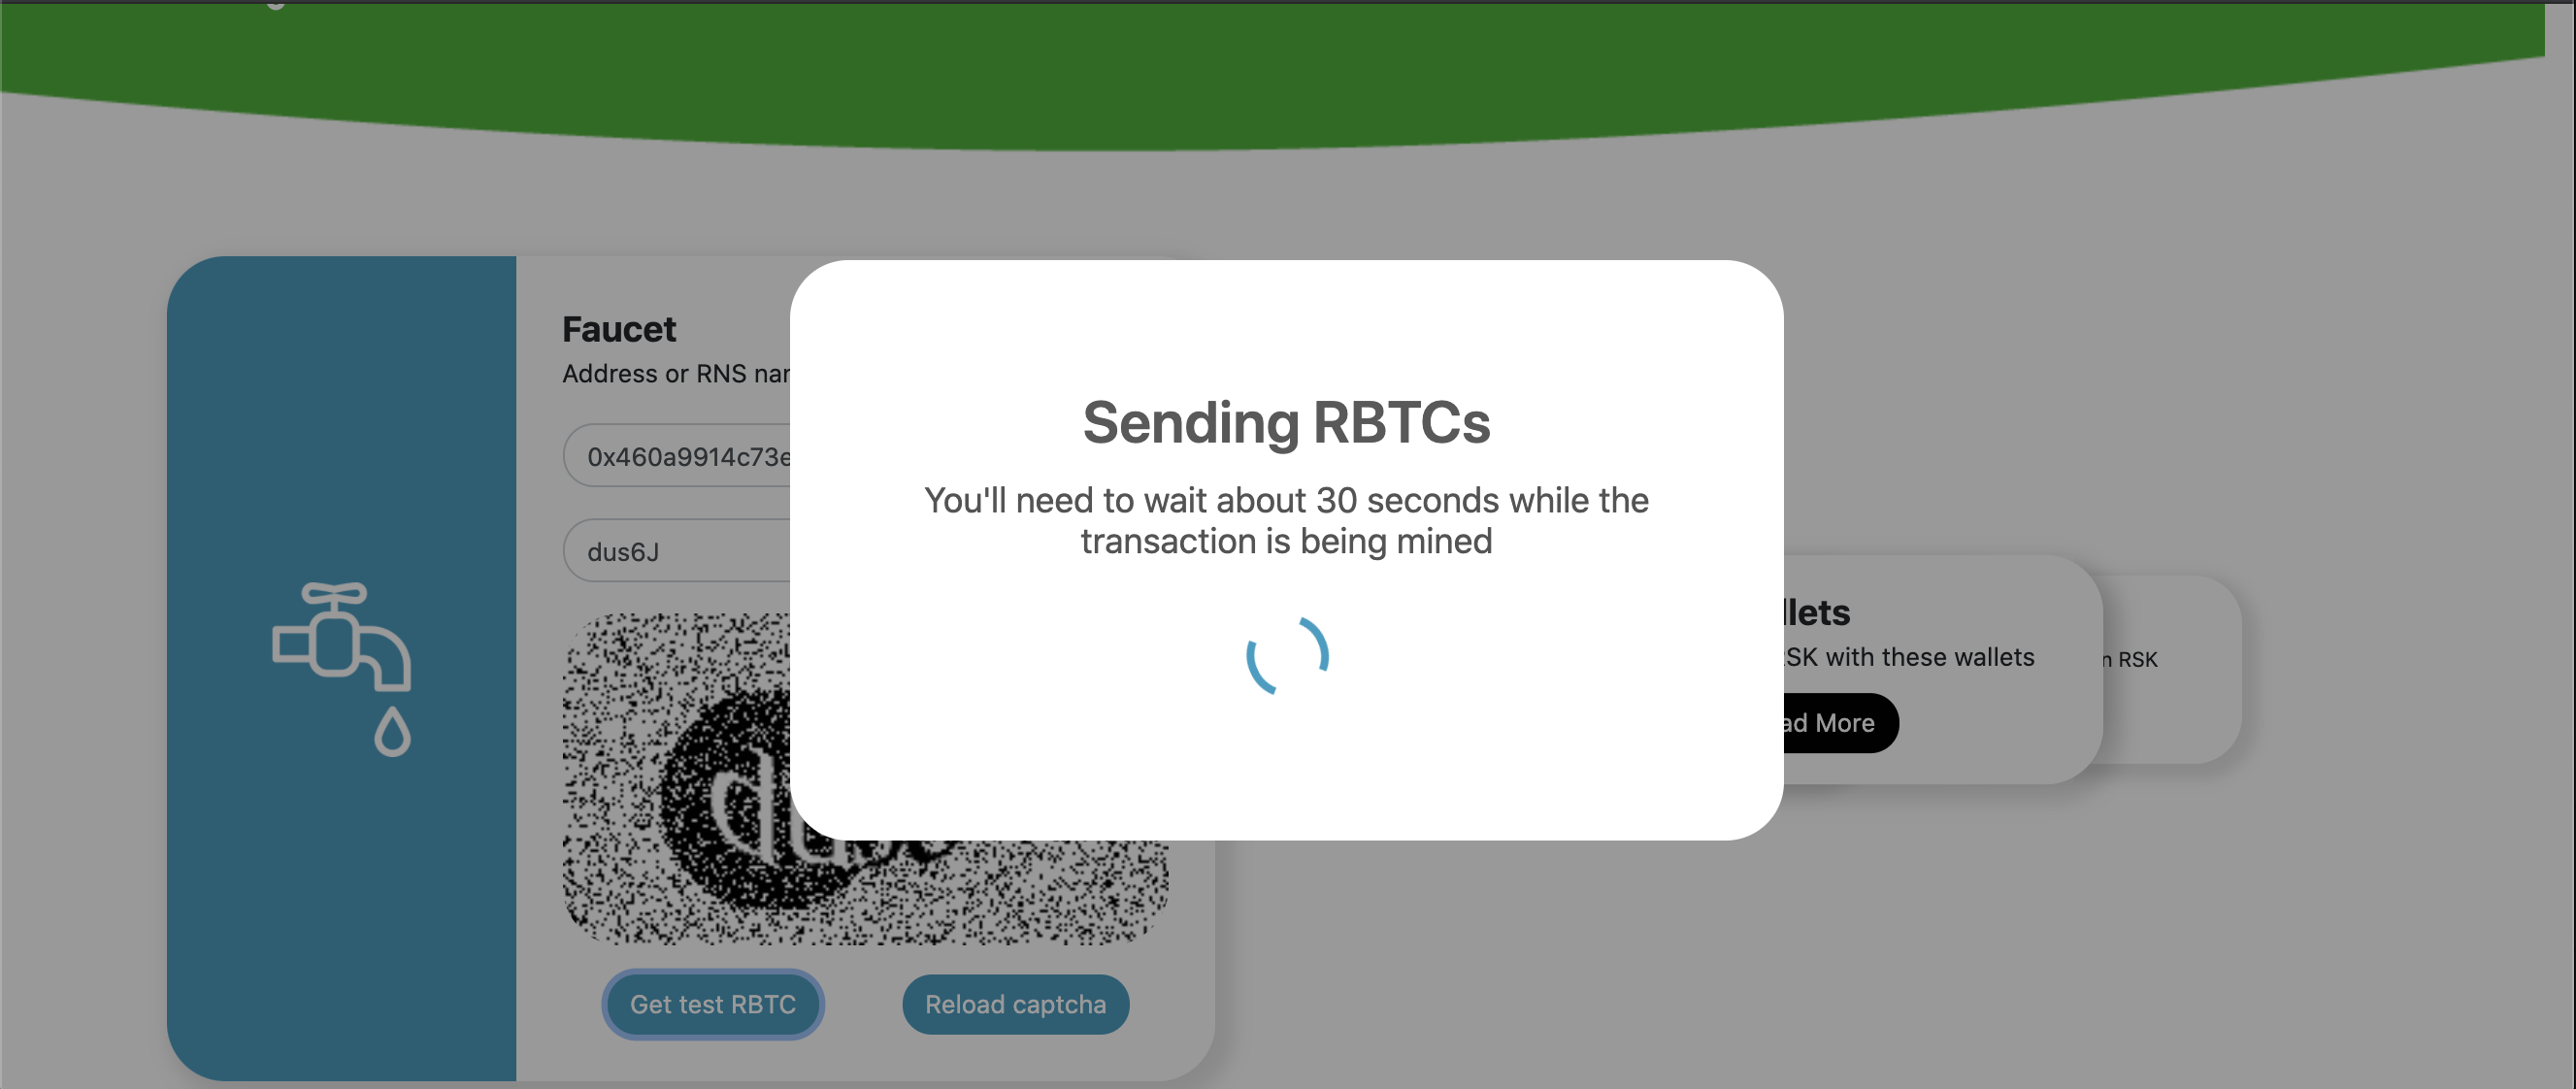 Faucet
Address or RNS nar
0x460a9914c73e
dus6J
Sending RBTCs
You'll need to wait about 30 seconds while the
transaction is being mined
llets
SK with these wallets
n RSK
ad More
Get test RBTC
Reload captcha